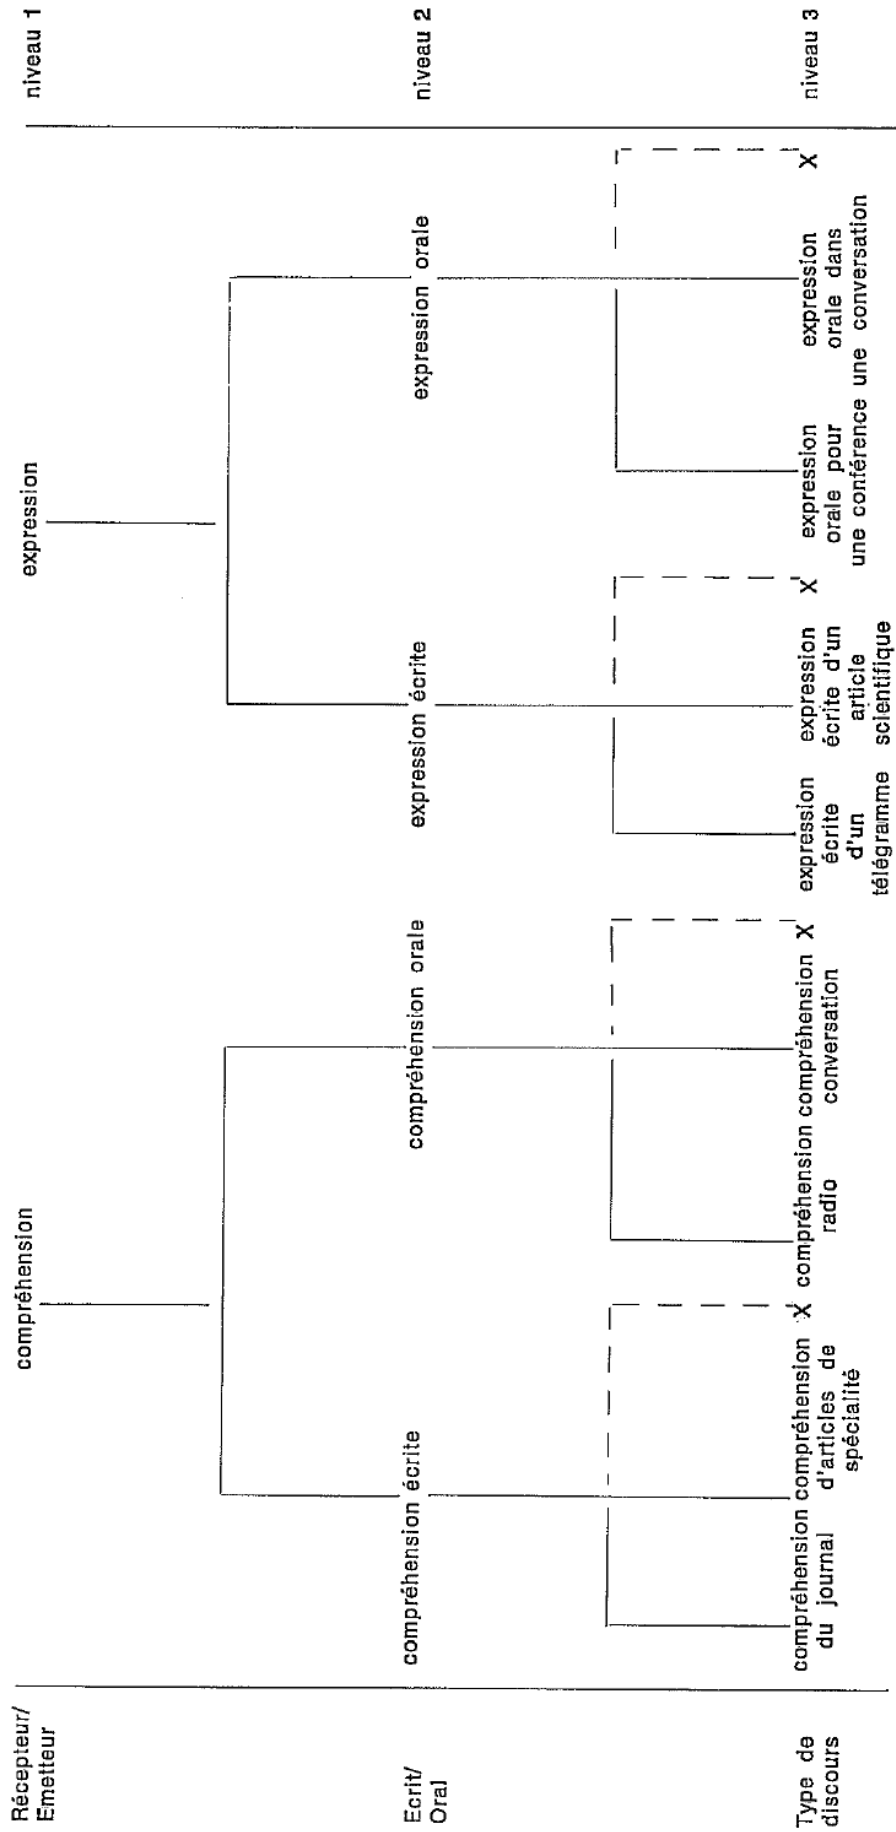 Récepteur/
Emetteur
compréhension
expression
niveau 1
Ecrit/
Oral
compréhension écrite
compréhension orale
expression écrite
expression orale
niveau 2
Type de
discours
compréhension
du journal
compréhension
d'articles de
spécialité
X
compréhension
radio
compréhension
conversation
X
expression
écrite
d'un
télégramme
expression
écrite d'un
article
scientifique
X
expression
orale pour
une conférence
expression
orale dans
une conversation
X
niveau 3